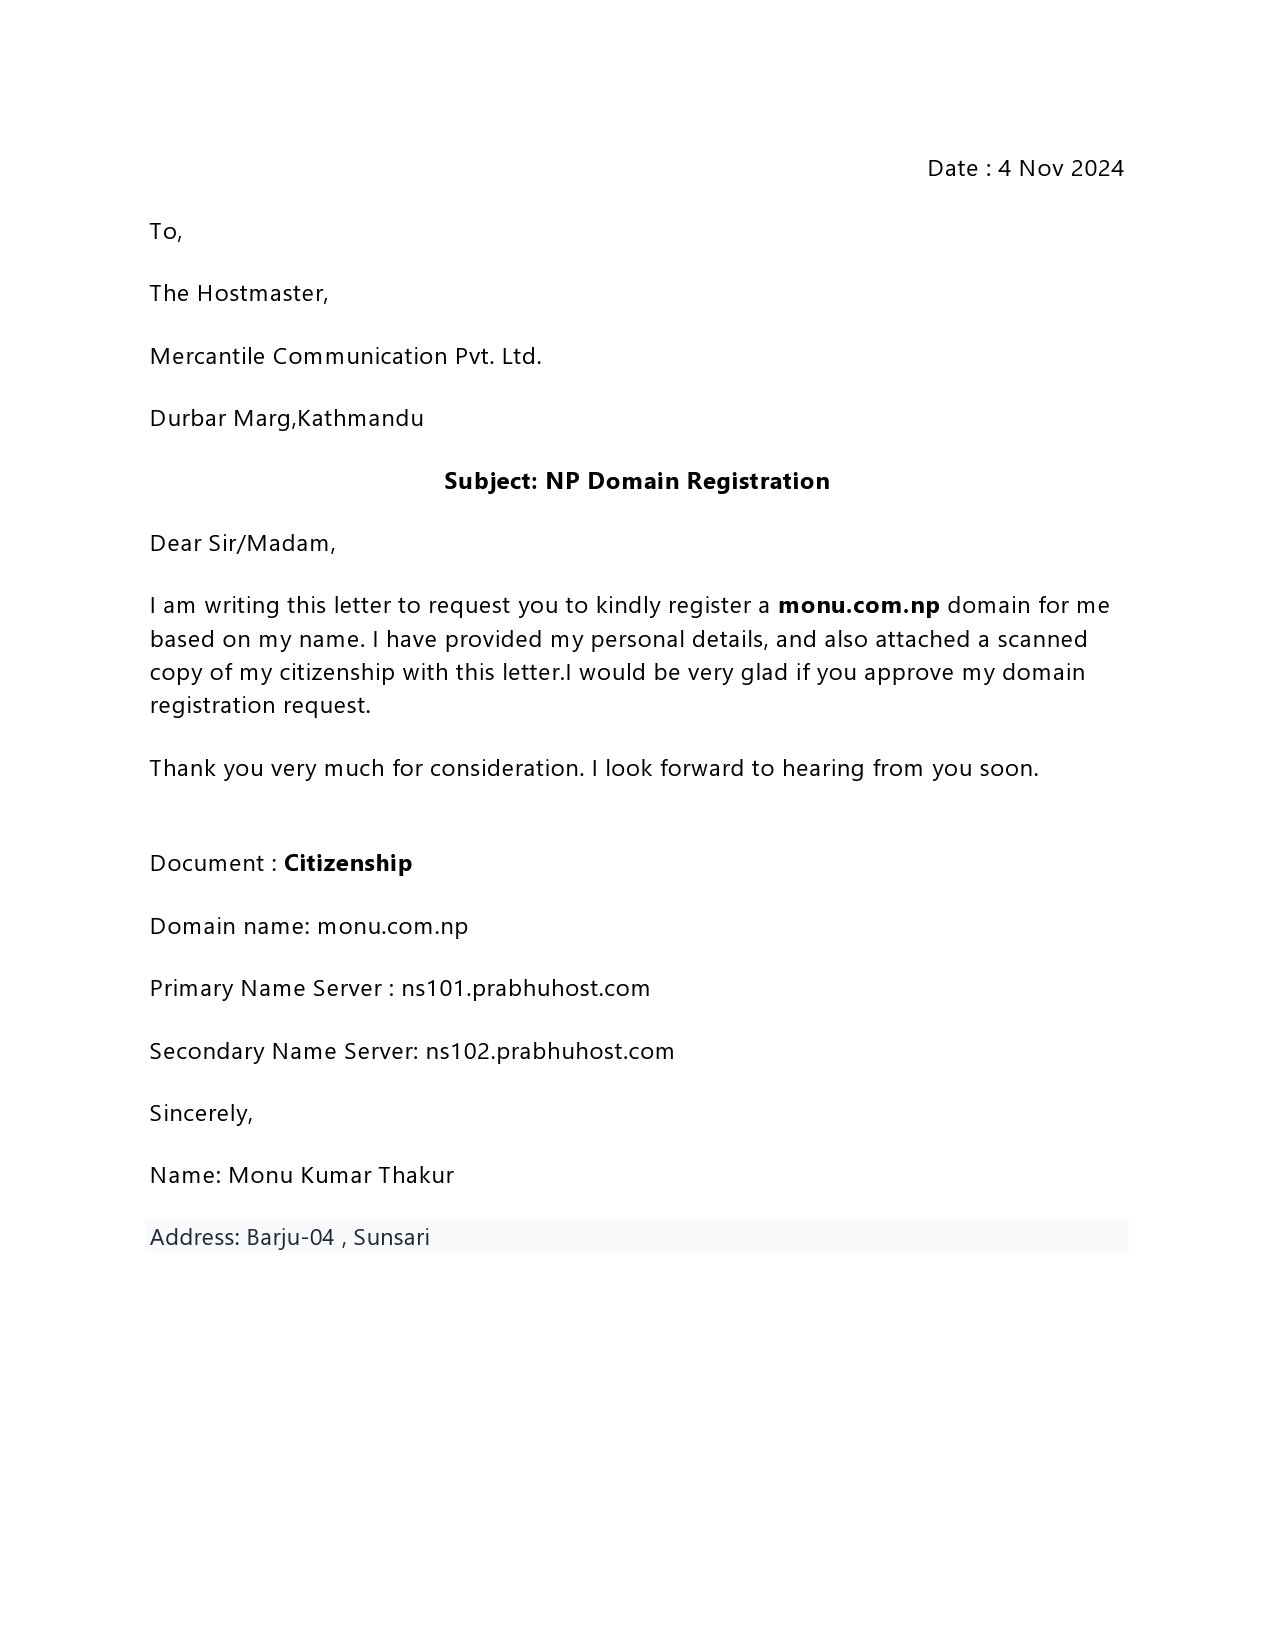 Date : 4 Nov 2024
To,
The Hostmaster,
Mercantile Communication Pvt. Ltd.
Durbar Marg,Kathmandu
Subject: NP Domain Registration
Dear Sir/Madam,
I am writing this letter to request you to kindly register a monu.com.np domain for me
based on my name. I have provided my personal details, and also attached a scanned
copy of my citizenship with this letter.I would be very glad if you approve my domain
registration request.
Thank you very much for consideration. I look forward to hearing from you soon.
Document : Citizenship
Domain name: monu.com.np
Primary Name Server : ns101.prabhuhost.com
Secondary Name Server: ns102.prabhuhost.com
Sincerely,
Name: Monu Kumar Thakur
Address: Barju-04 , Sunsari